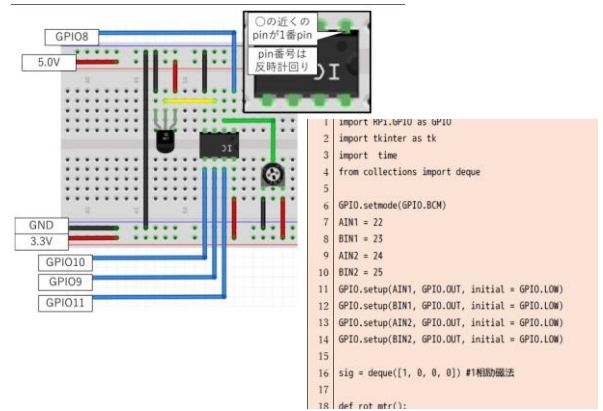 GPIO8
5.0V
○の近くの
pinが1番pin
pin番号は
反時計回り
IC
IC
GND
3.3V
GPIO10
GPIO9
GPIO11
1 import RPi.GPIO as GPIO
2 import tkinter as tk
3 import time
4 from collections import deque
5
6 GPIO.setmode(GPIO.BCM)
7 AIN1 = 22
8 BIN1 = 23
9 AIN2 = 24
10 BIN2 = 25
11 GPIO.setup(AIN1, GPIO.OUT, initial = GPIO.LOW)
12 GPIO.setup(BIN1, GPIO.OUT, initial = GPIO.LOW)
13 GPIO.setup(AIN2, GPIO.OUT, initial = GPIO.LOW)
14 GPIO.setup(BIN2, GPIO.OUT, initial = GPIO.LOW)
15
16 sig = deque([1, 0, 0, 0]) #1相励磁法
17
18 def rot_mtr():